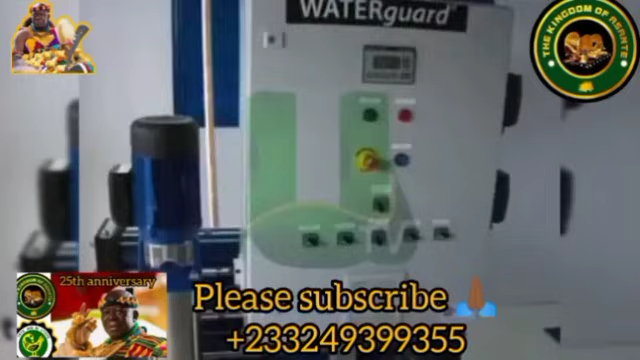 WATERguard
THE KINGDOM OF ASANTE
25th anniversary
Please subscribe 🙏🏾
+233249399355